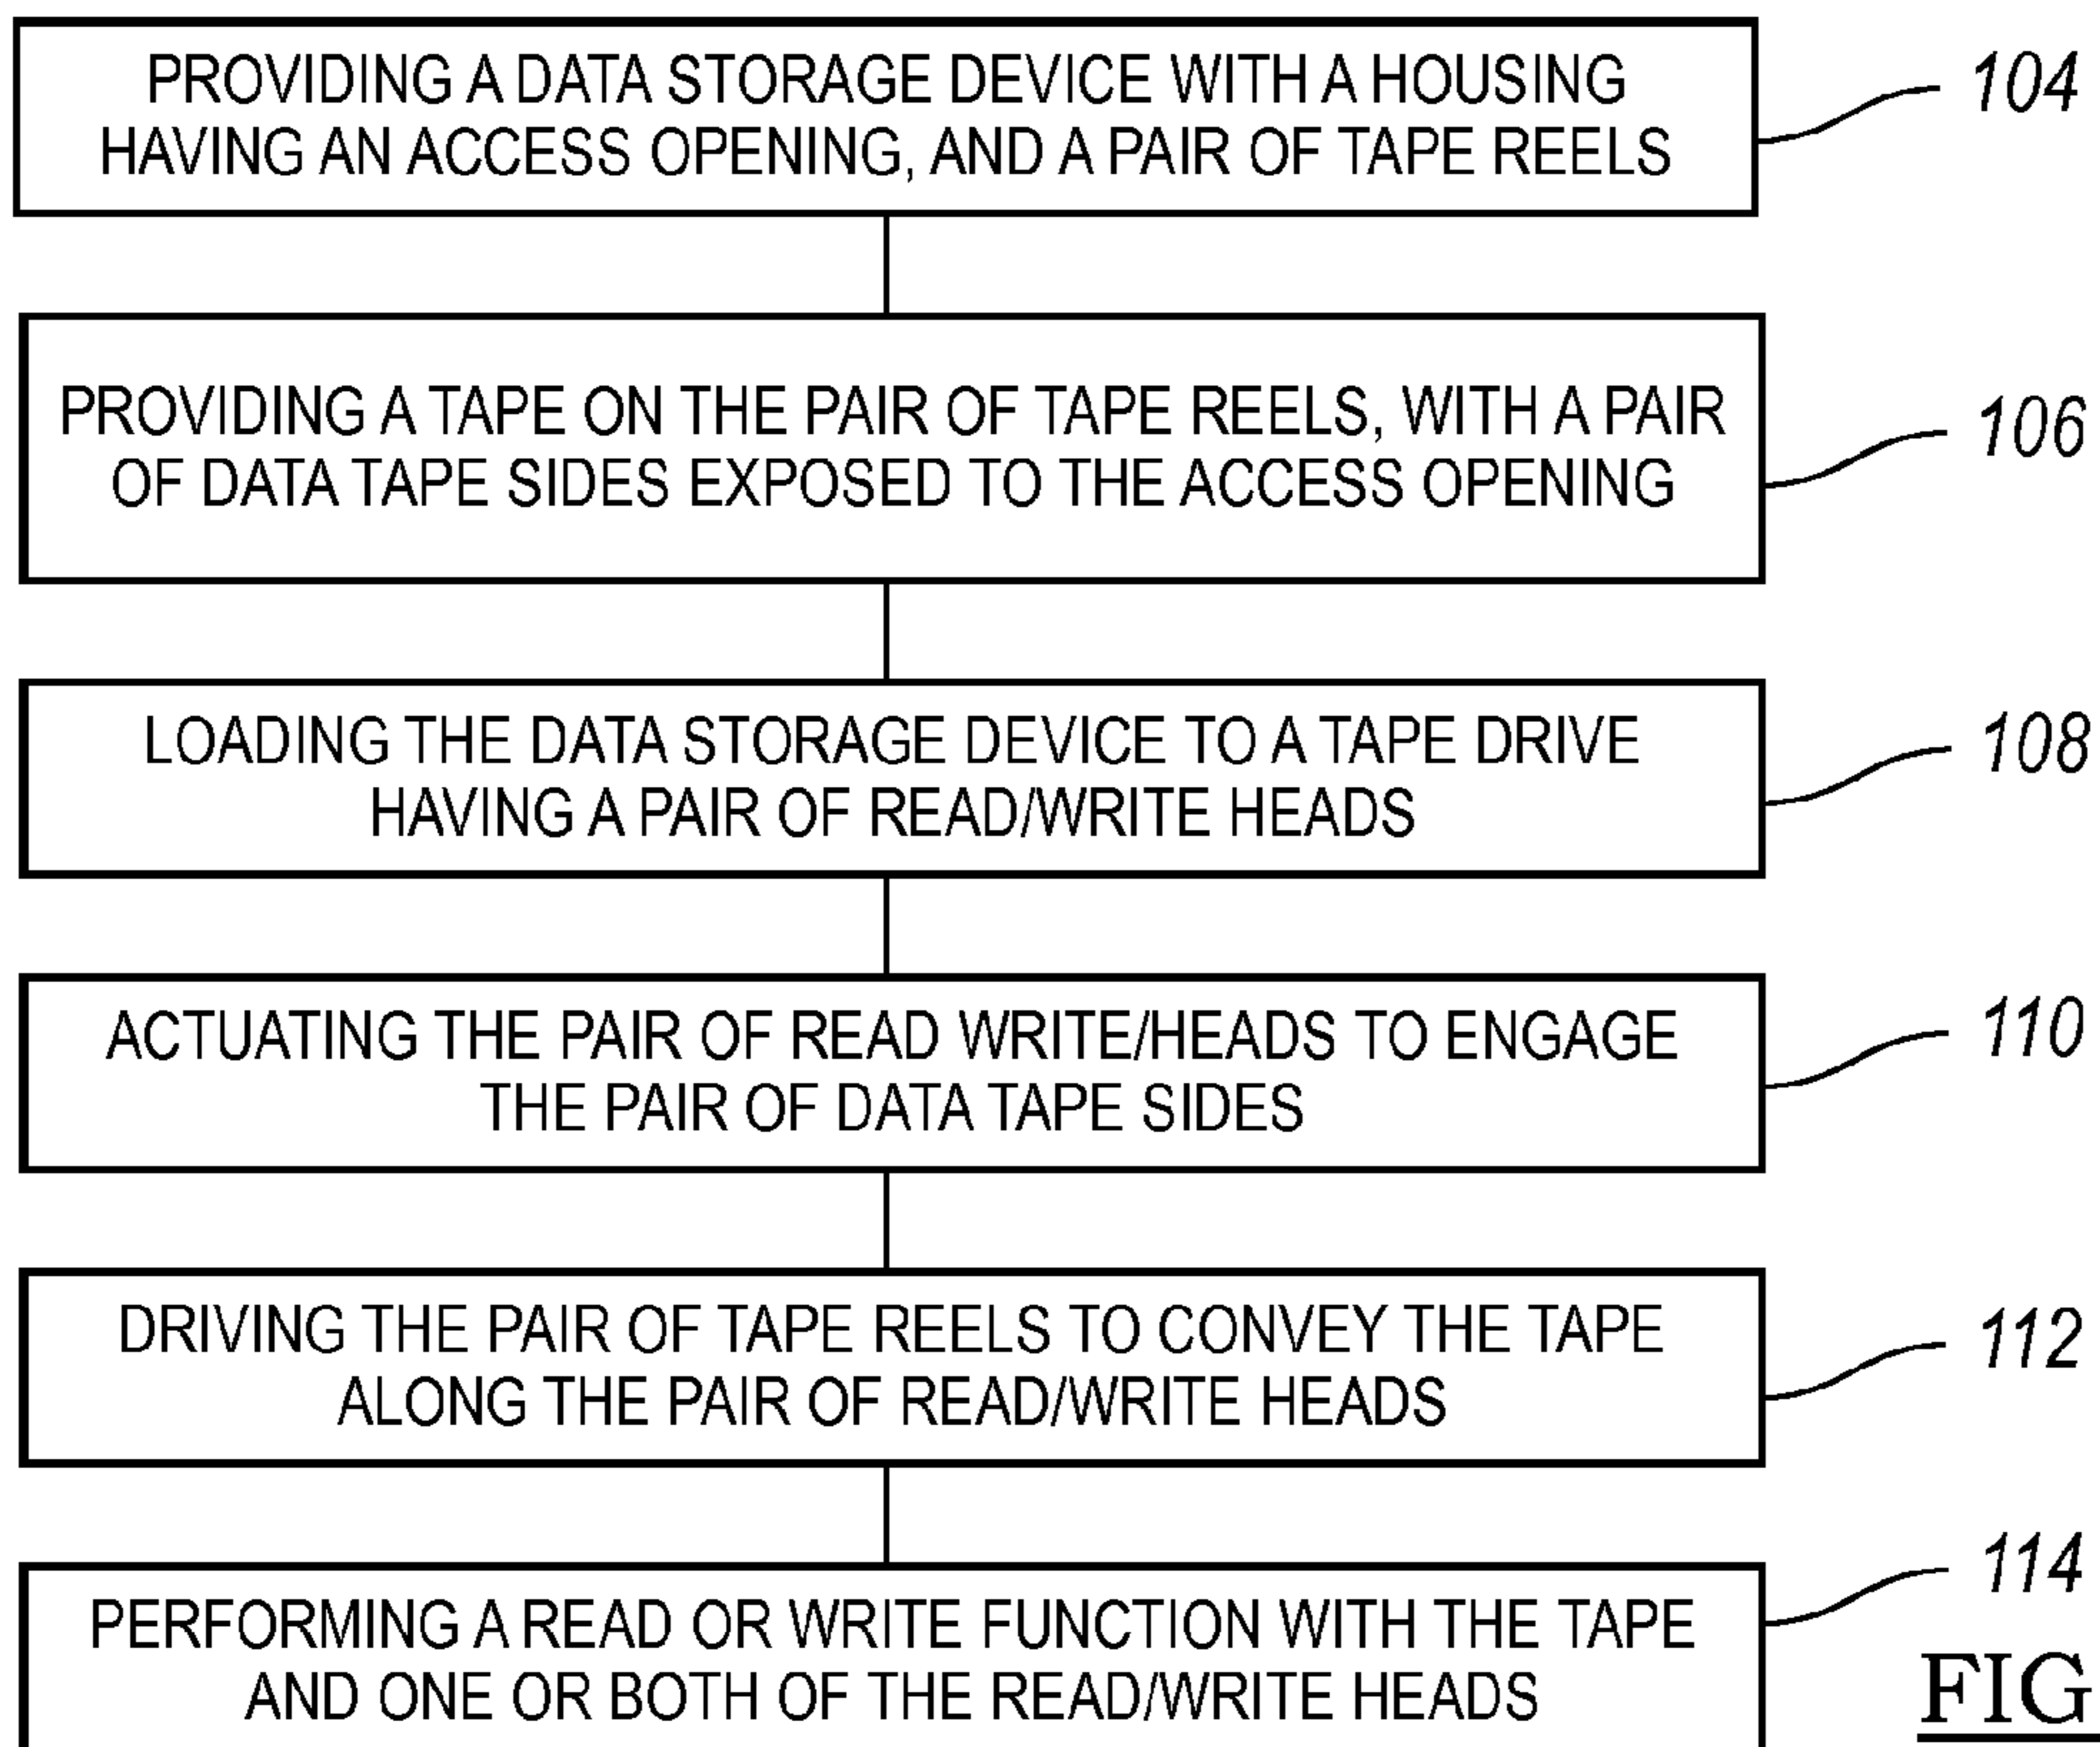 PROVIDING A DATA STORAGE DEVICE WITH A HOUSING
HAVING AN ACCESS OPENING, AND A PAIR OF TAPE REELS
104
PROVIDING A TAPE ON THE PAIR OF TAPE REELS, WITH A PAIR
OF DATA TAPE SIDES EXPOSED TO THE ACCESS OPENING
106
LOADING THE DATA STORAGE DEVICE TO A TAPE DRIVE
HAVING A PAIR OF READ/WRITE HEADS
108
ACTUATING THE PAIR OF READ WRITE/HEADS TO ENGAGE
THE PAIR OF DATA TAPE SIDES
110
DRIVING THE PAIR OF TAPE REELS TO CONVEY THE TAPE
ALONG THE PAIR OF READ/WRITE HEADS
112
PERFORMING A READ OR WRITE FUNCTION WITH THE TAPE
AND ONE OR BOTH OF THE READ/WRITE HEADS
114
FIG